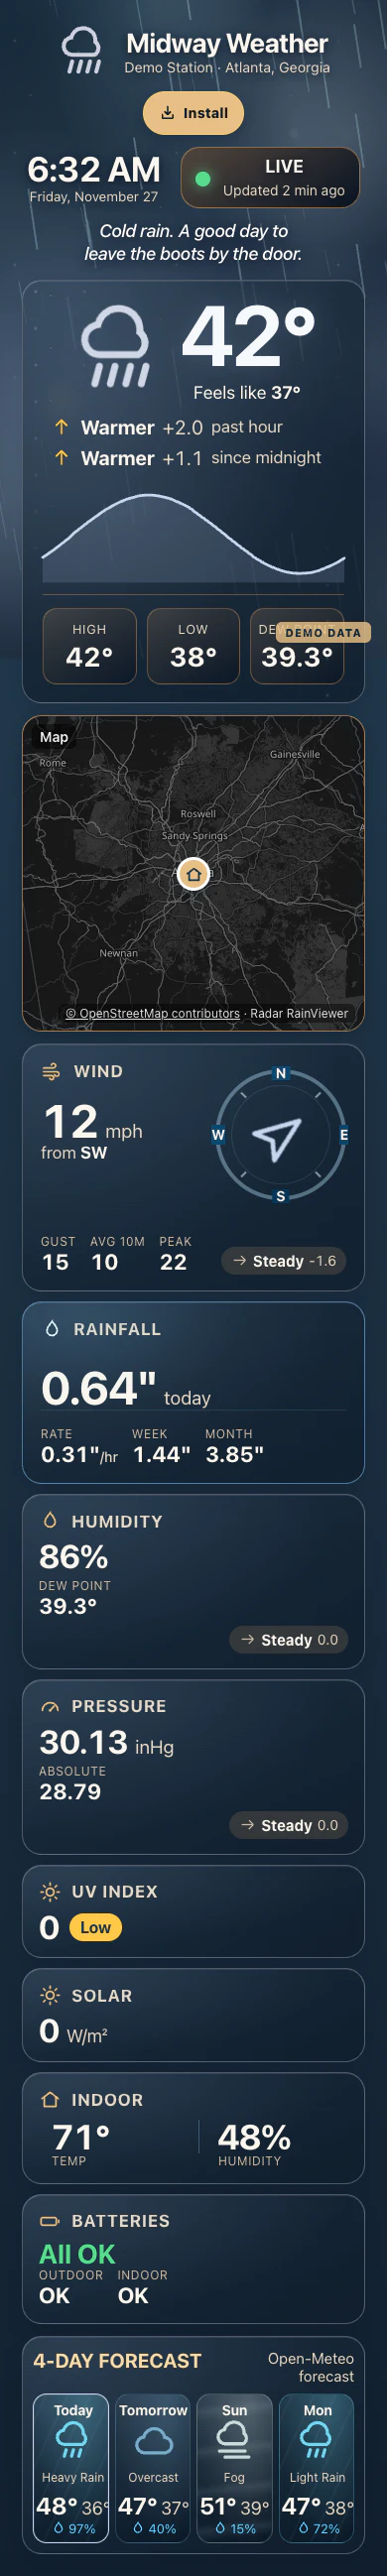 Midway Weather
Demo Station · Atlanta, Georgia
Install
6:32 AM
Friday, November 27
LIVE
Updated 2 min ago
Cold rain. A good day to
leave the boots by the door.
42°
Feels like 37°
↑ Warmer +2.0 past hour
↑ Warmer +1.1 since midnight
HIGH
42°
LOW
38°
39.3°
DEMO DATA
Map
Rome
Gainesville
Roswell
Sandy Springs
Newnan
© OpenStreetMap contributors · Radar RainViewer
WIND
12 mph
from SW
N
W
E
S
GUST AVG 10M PEAK
15 10 22
→ Steady -1.6
RAINFALL
0.64" today
RATE WEEK MONTH
0.31"/hr 1.44" 3.85"
HUMIDITY
86%
DEW POINT
39.3°
→ Steady 0.0
PRESSURE
30.13 inHg
ABSOLUTE
28.79
→ Steady 0.0
UV INDEX
0 Low
SOLAR
0 W/m²
INDOOR
71° 48%
TEMP HUMIDITY
BATTERIES
All OK
OUTDOOR INDOOR
OK OK
4-DAY FORECAST
Open-Meteo
forecast
Today
Heavy Rain
48° 36°
97%
Tomorrow
Overcast
47° 37°
40%
Sun
Fog
51° 39°
15%
Mon
Light Rain
47° 38°
72%